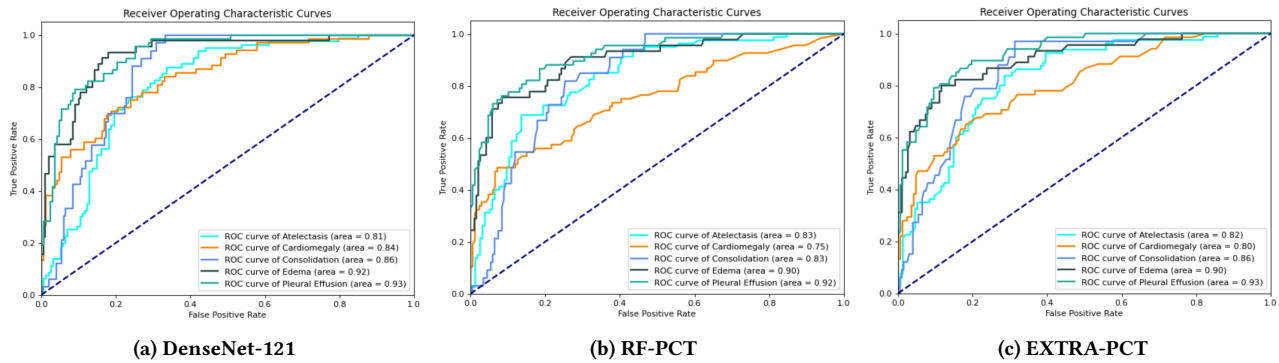 Receiver Operating Characteristic Curves
True Positive Rate
1.0
0.8
0.6
0.4
0.2
0.0
ROC curve of Atelectasis (area = 0.81)
ROC curve of Cardiomegaly (area = 0.84)
ROC curve of Consolidation (area = 0.86)
ROC curve of Edema (area = 0.92)
ROC curve of Pleural Effusion (area = 0.93)
0.0 0.2 0.4 0.6 0.8 1.0
False Positive Rate
(a) DenseNet-121
Receiver Operating Characteristic Curves
True Positive Rate
1.0
0.8
0.6
0.4
0.2
0.0
ROC curve of Atelectasis (area = 0.83)
ROC curve of Cardiomegaly (area = 0.75)
ROC curve of Consolidation (area = 0.83)
ROC curve of Edema (area = 0.90)
ROC curve of Pleural Effusion (area = 0.92)
0.0 0.2 0.4 0.6 0.8 1.0
False Positive Rate
(b) RF-PCT
Receiver Operating Characteristic Curves
True Positive Rate
1.0
0.8
0.6
0.4
0.2
0.0
ROC curve of Atelectasis (area = 0.82)
ROC curve of Cardiomegaly (area = 0.80)
ROC curve of Consolidation (area = 0.86)
ROC curve of Edema (area = 0.90)
ROC curve of Pleural Effusion (area = 0.93)
0.0 0.2 0.4 0.6 0.8 1.0
False Positive Rate
(c) EXTRA-PCT